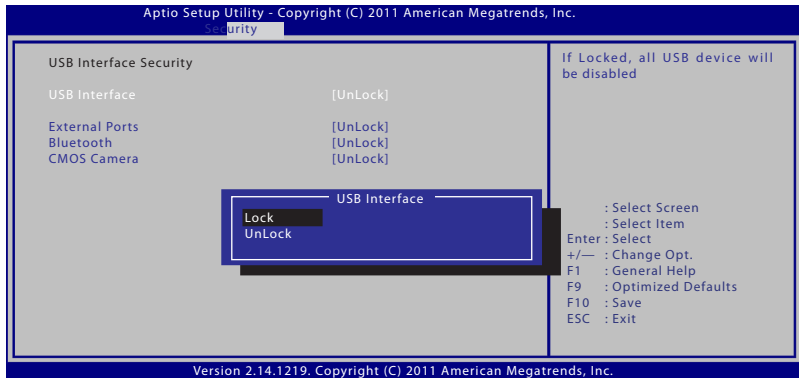 Aptio Setup Utility - Copyright (C) 2011 American Megatrends, Inc.
Security
USB Interface Security
USB Interface [UnLock]
External Ports [UnLock]
Bluetooth [UnLock]
CMOS Camera [UnLock]
USB Interface
Lock
UnLock
If Locked, all USB device will
be disabled
: Select Screen
: Select Item
Enter : Select
+/— : Change Opt.
F1 : General Help
F9 : Optimized Defaults
F10 : Save
ESC : Exit
Version 2.14.1219. Copyright (C) 2011 American Megatrends, Inc.